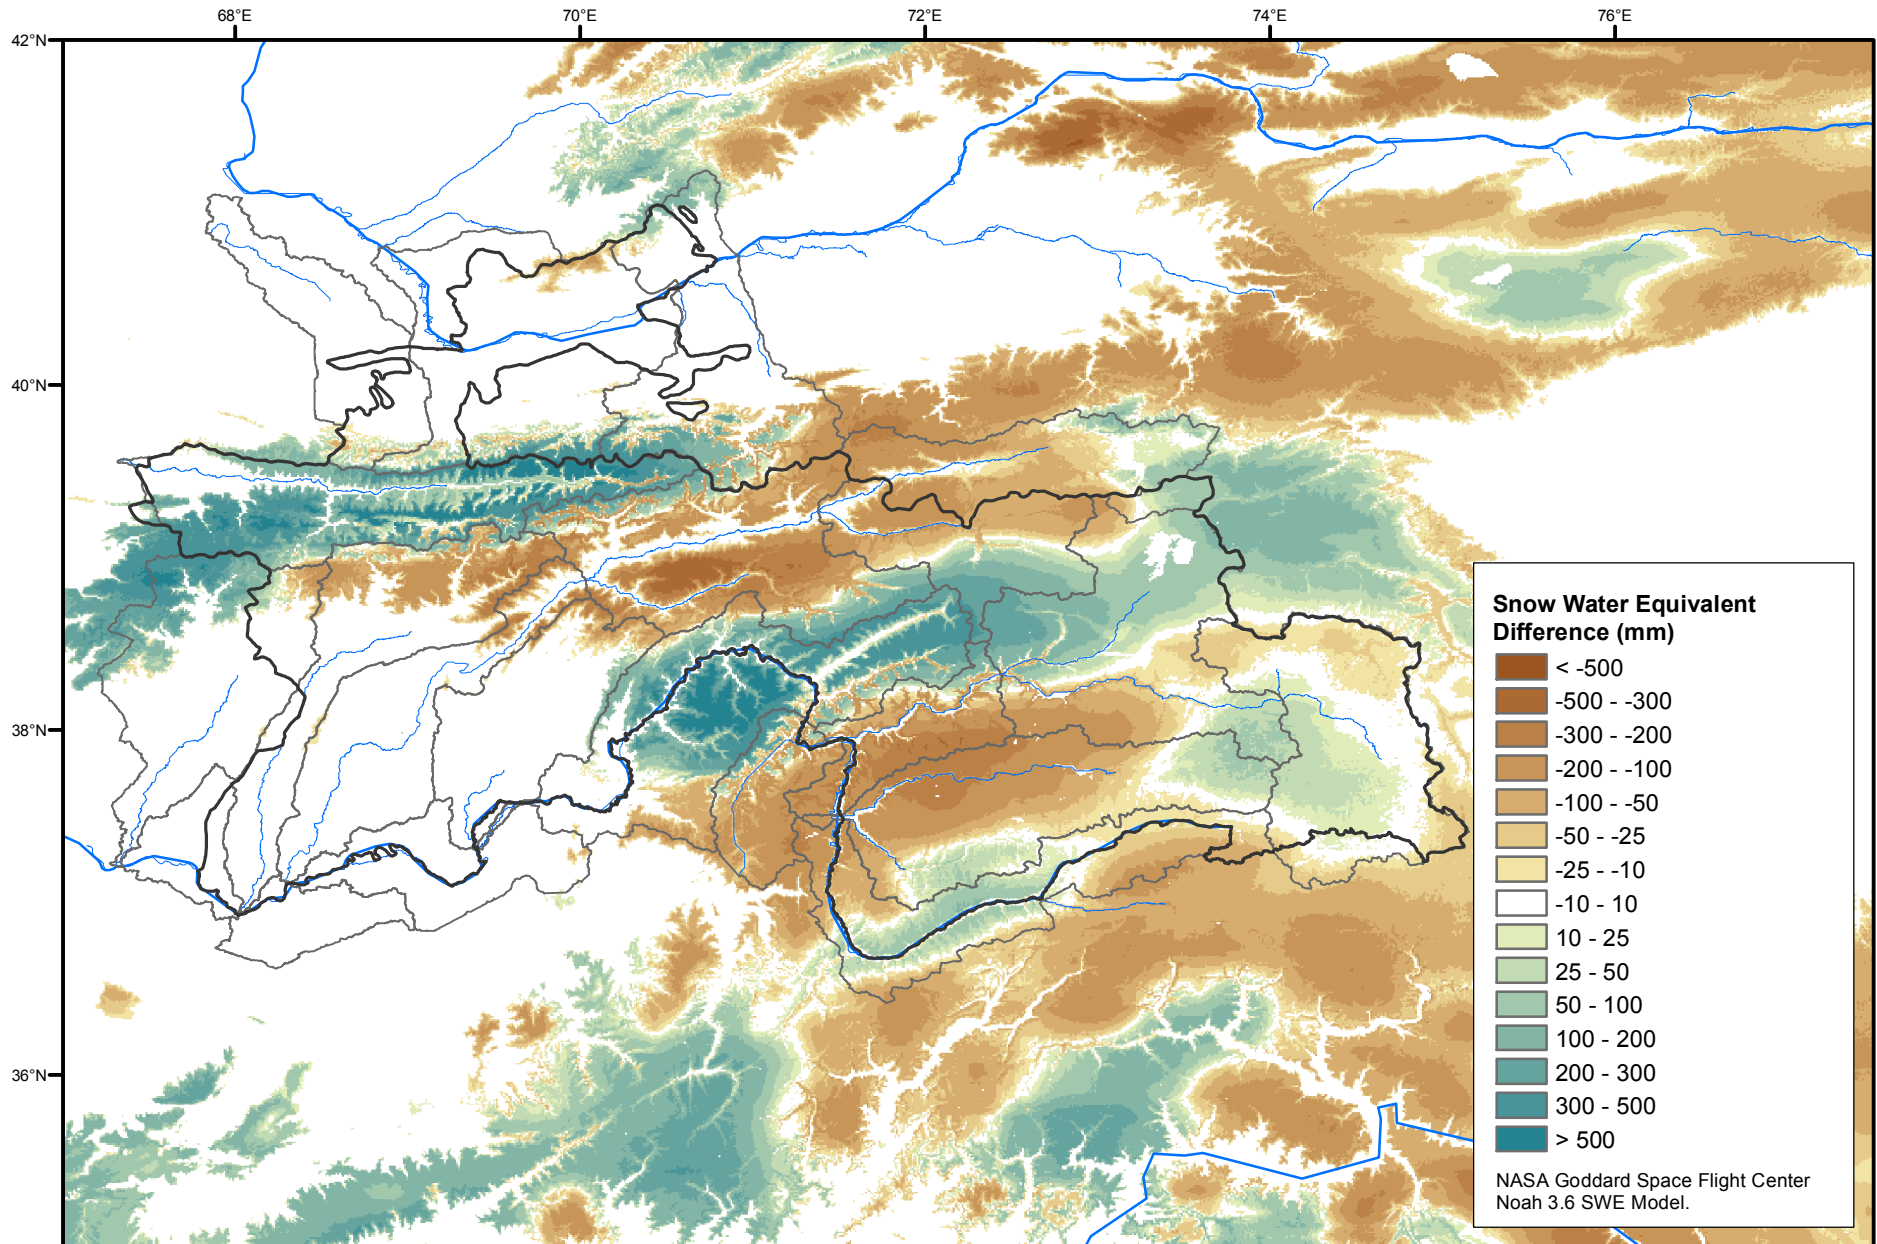 68°E 70°E 72°E 74°E 76°E
42°N
40°N
38°N
36°N
Snow Water Equivalent
Difference (mm)
< -500
-500 - -300
-300 - -200
-200 - -100
-100 - -50
-50 - -25
-25 - -10
-10 - 10
10 - 25
25 - 50
50 - 100
100 - 200
200 - 300
300 - 500
> 500
NASA Goddard Space Flight Center
Noah 3.6 SWE Model.